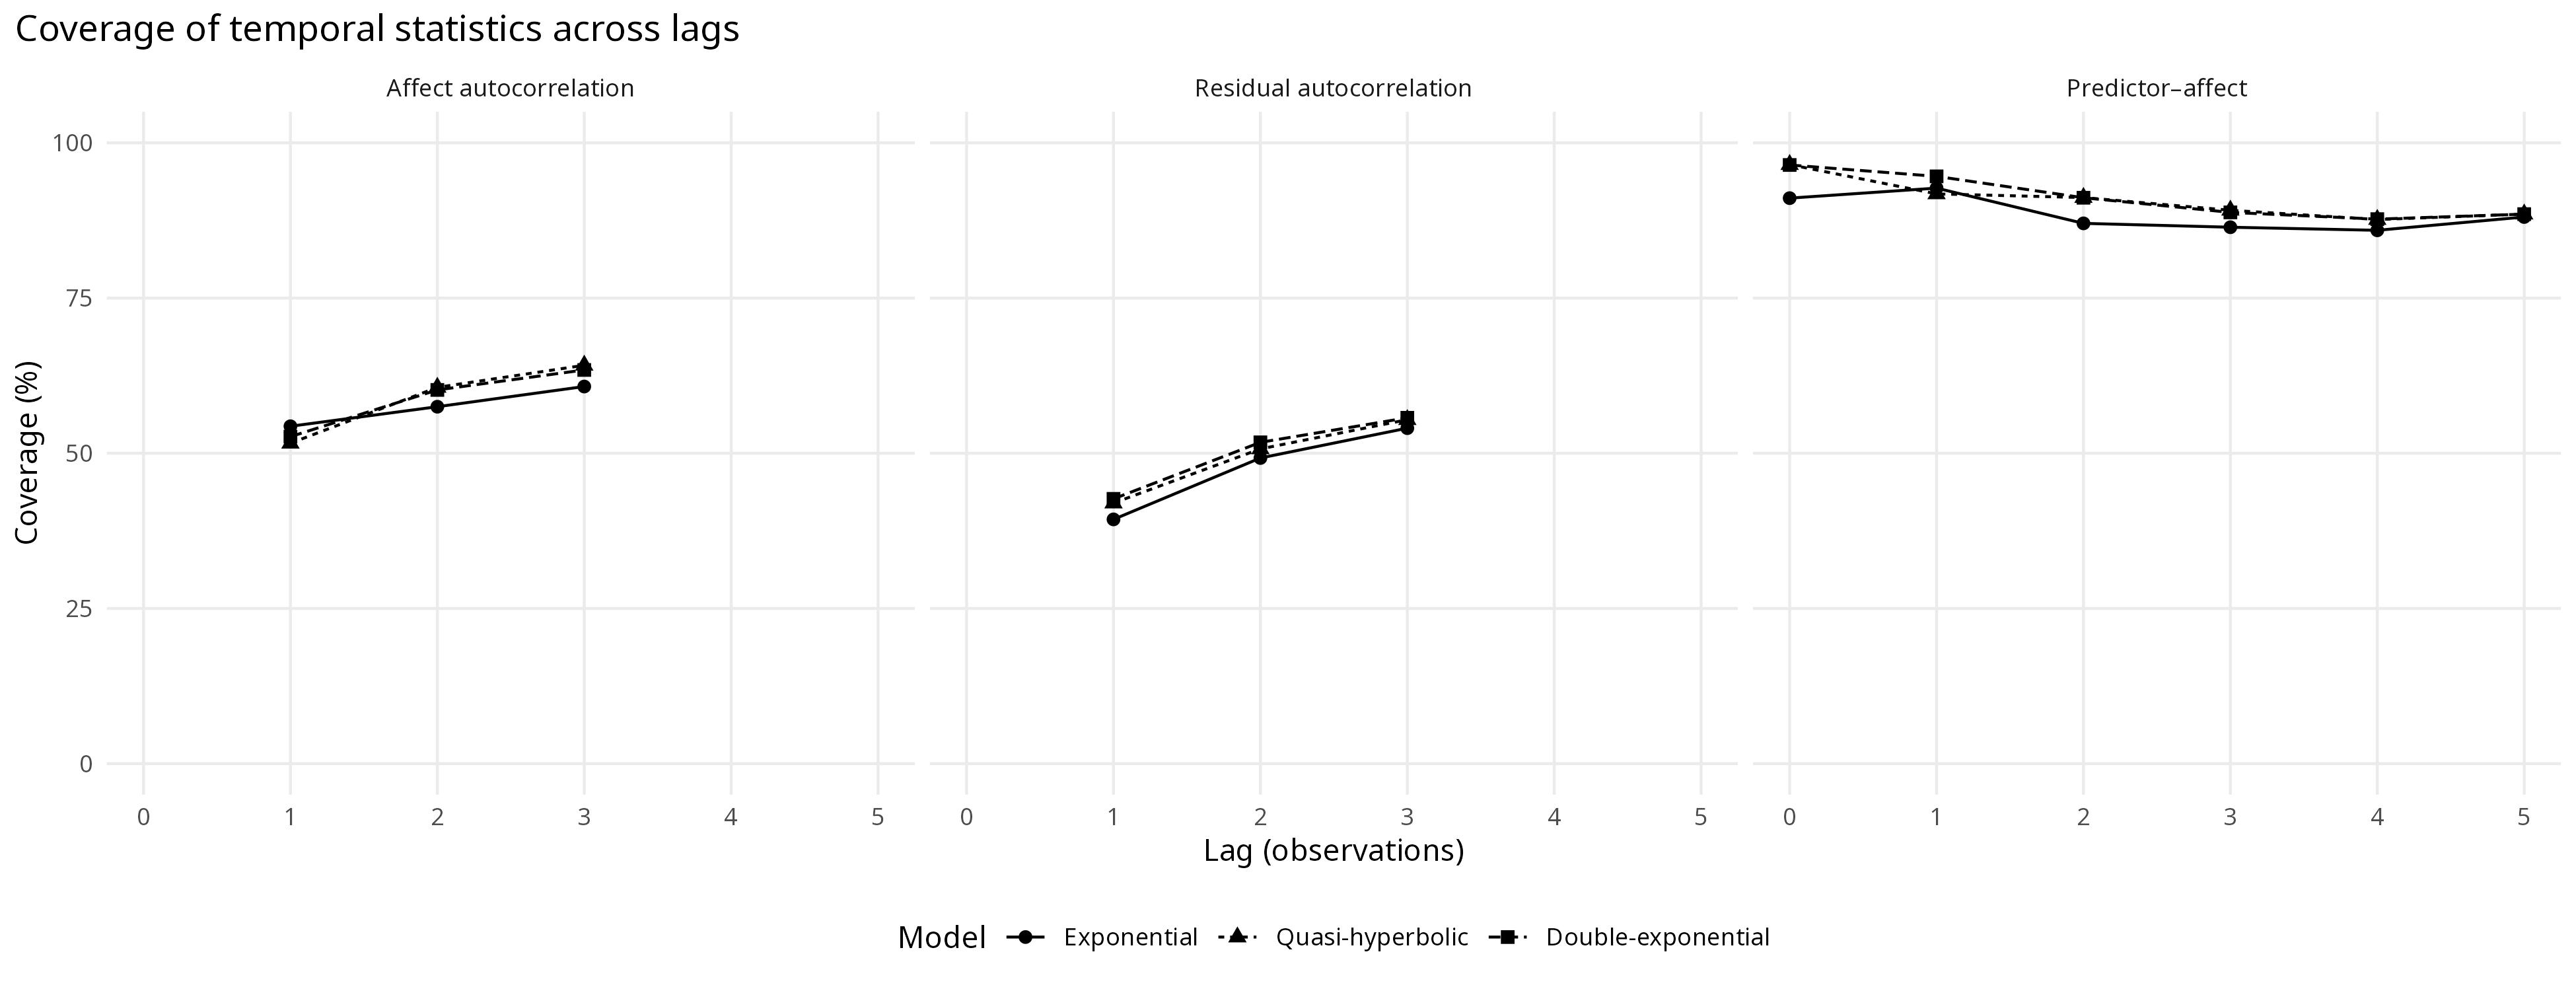 Coverage of temporal statistics across lags
Affect autocorrelation
Residual autocorrelation
Predictor–affect
Coverage (%)
100
75
50
25
0
0 1 2 3 4 5
0 1 2 3 4 5
0 1 2 3 4 5
Lag (observations)
Model Exponential Quasi-hyperbolic Double-exponential